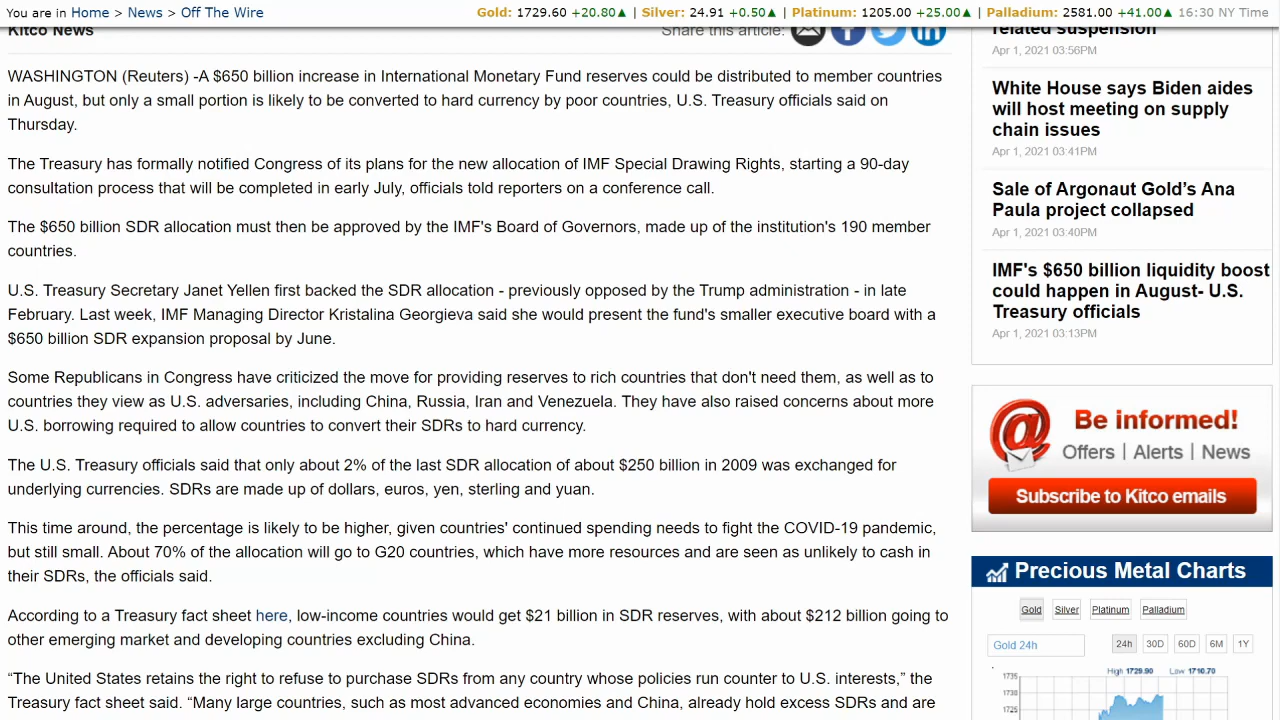 You are in Home > News > Off The Wire
Gold: 1729.60 +20.80▲ | Silver: 24.91 +0.50▲ | Platinum: 1205.00 +25.00▲ | Palladium: 2581.00 +41.00▲ 16:30 NY Time
Kitco News
Share this article:
WASHINGTON (Reuters) -A $650 billion increase in International Monetary Fund reserves could be distributed to member countries
in August, but only a small portion is likely to be converted to hard currency by poor countries, U.S. Treasury officials said on
Thursday.
The Treasury has formally notified Congress of its plans for the new allocation of IMF Special Drawing Rights, starting a 90-day
consultation process that will be completed in early July, officials told reporters on a conference call.
The $650 billion SDR allocation must then be approved by the IMF's Board of Governors, made up of the institution's 190 member
countries.
U.S. Treasury Secretary Janet Yellen first backed the SDR allocation - previously opposed by the Trump administration - in late
February. Last week, IMF Managing Director Kristalina Georgieva said she would present the fund's smaller executive board with a
$650 billion SDR expansion proposal by June.
Some Republicans in Congress have criticized the move for providing reserves to rich countries that don't need them, as well as to
countries they view as U.S. adversaries, including China, Russia, Iran and Venezuela. They have also raised concerns about more
U.S. borrowing required to allow countries to convert their SDRs to hard currency.
The U.S. Treasury officials said that only about 2% of the last SDR allocation of about $250 billion in 2009 was exchanged for
underlying currencies. SDRs are made up of dollars, euros, yen, sterling and yuan.
This time around, the percentage is likely to be higher, given countries' continued spending needs to fight the COVID-19 pandemic,
but still small. About 70% of the allocation will go to G20 countries, which have more resources and are seen as unlikely to cash in
their SDRs, the officials said.
According to a Treasury fact sheet here, low-income countries would get $21 billion in SDR reserves, with about $212 billion going to
other emerging market and developing countries excluding China.
“The United States retains the right to refuse to purchase SDRs from any country whose policies run counter to U.S. interests,” the
Treasury fact sheet said. “Many large countries, such as most advanced economies and China, already hold excess SDRs and are
related suspension
Apr 1, 2021 03:56PM
White House says Biden aides
will host meeting on supply
chain issues
Apr 1, 2021 03:41PM
Sale of Argonaut Gold’s Ana
Paula project collapsed
Apr 1, 2021 03:40PM
IMF's $650 billion liquidity boost
could happen in August- U.S.
Treasury officials
Apr 1, 2021 03:13PM
Be informed!
Offers | Alerts | News
Subscribe to Kitco emails
Precious Metal Charts
Gold Silver Platinum Palladium
Gold 24h 24h 30D 60D 6M 1Y
High 1729.90 Low 1710.70
1735
1730
1725